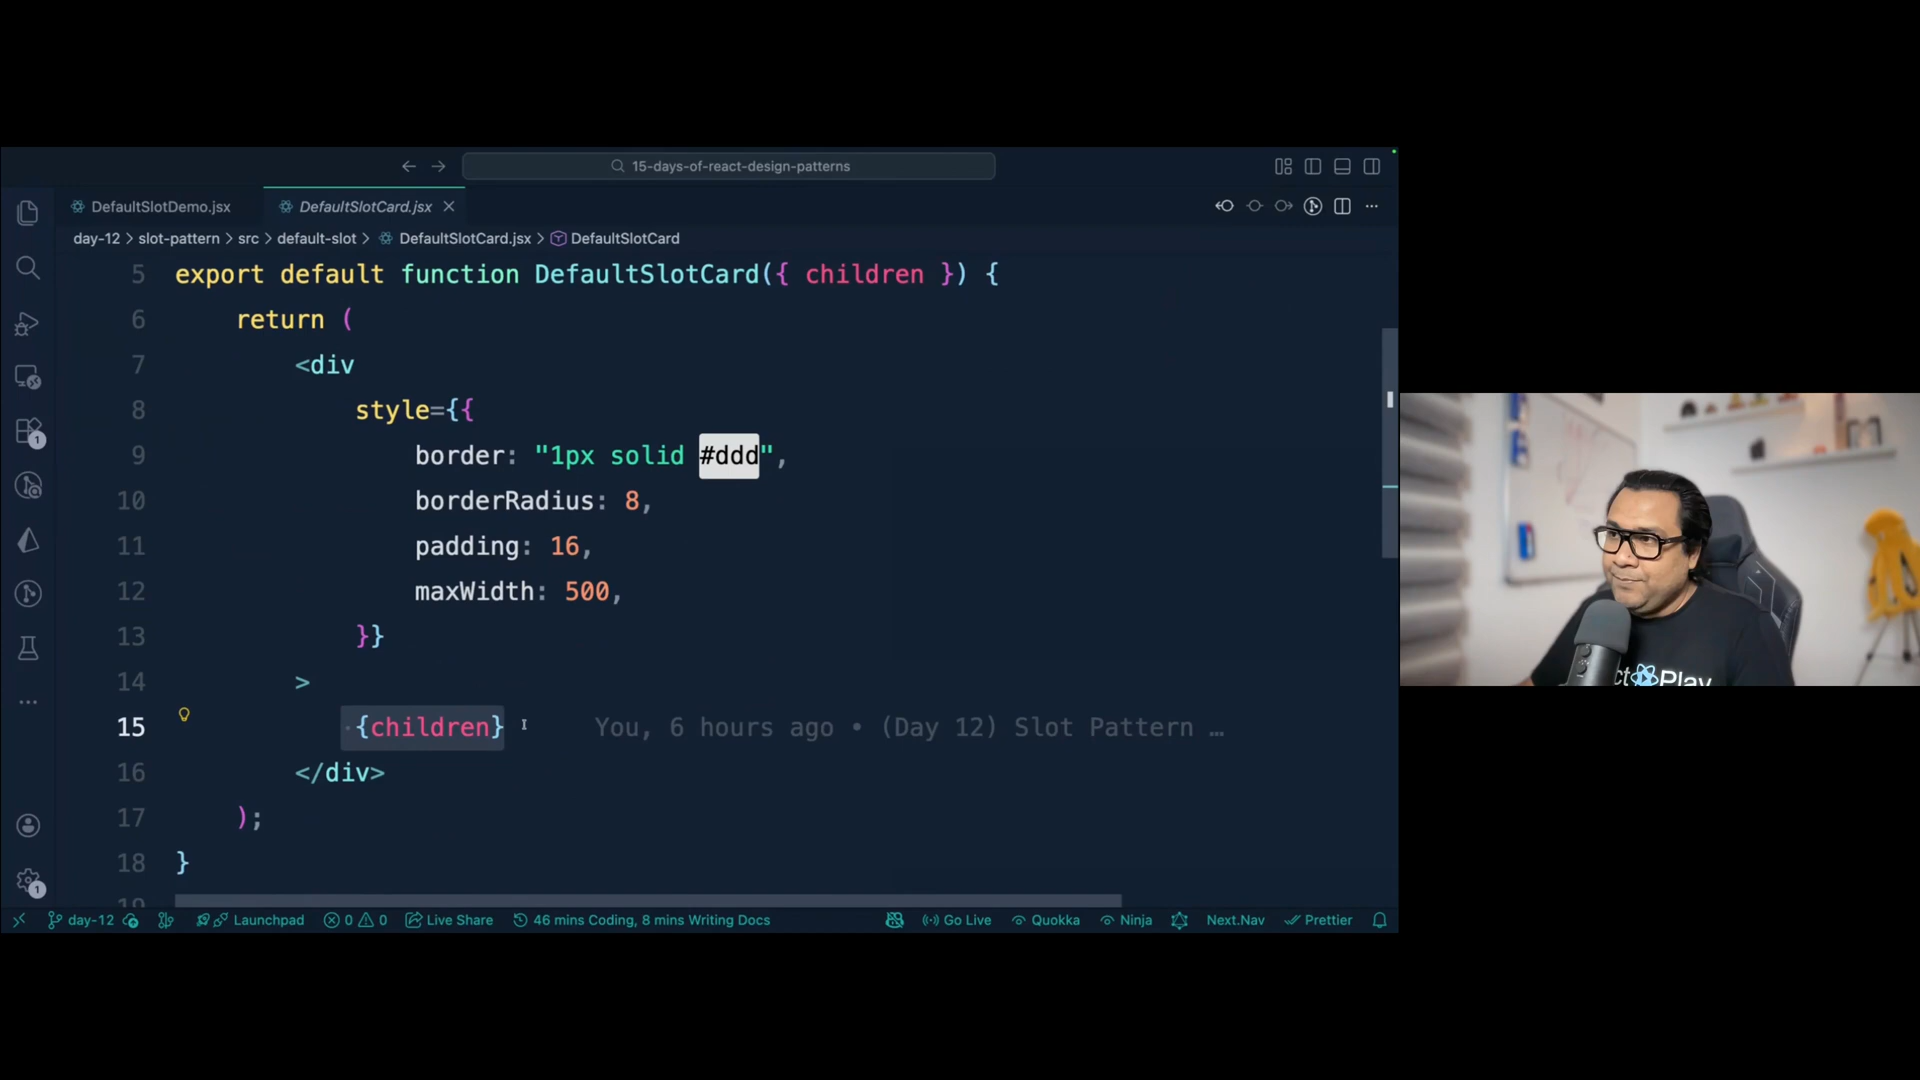 15-days-of-react-design-patterns
DefaultSlotDemo.jsx
DefaultSlotCard.jsx
day-12 > slot-pattern > src > default-slot > DefaultSlotCard.jsx > DefaultSlotCard
5 export default function DefaultSlotCard({ children }) {
6 return (
7 <div
8 style={{
9 border: "1px solid #ddd",
10 borderRadius: 8,
11 padding: 16,
12 maxWidth: 500,
13 }}
14 >
15 {children} You, 6 hours ago • (Day 12) Slot Pattern …
16 </div>
17 );
18 }
1
1
day-12 Launchpad 0 0 Live Share 46 mins Coding, 8 mins Writing Docs Go Live Quokka Ninja Next.Nav Prettier
ct Play